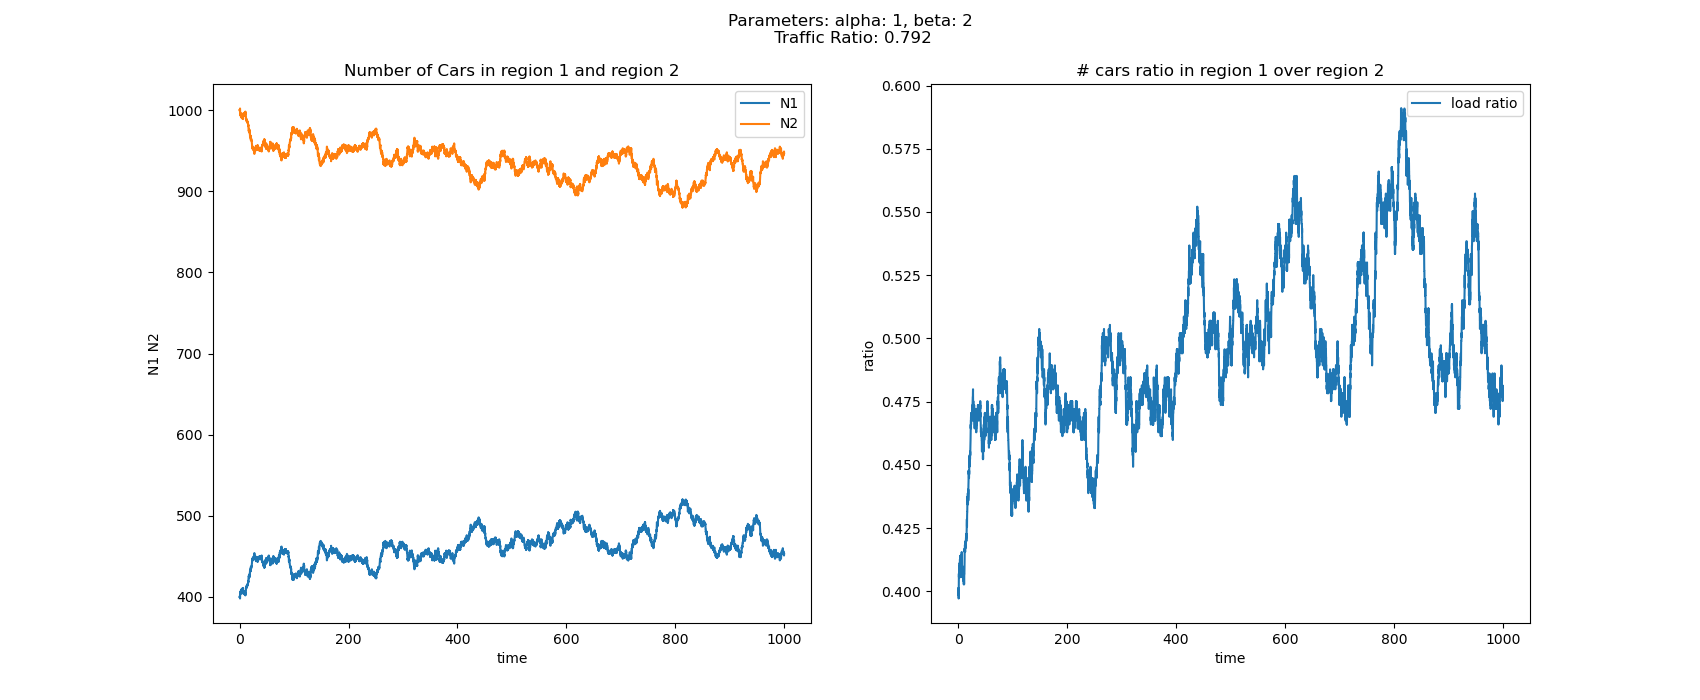 Parameters: alpha: 1, beta: 2
Traffic Ratio: 0.792
Number of Cars in region 1 and region 2
N1
N2
1000
900
800
700
600
500
400
N1 N2
0 200 400 600 800 1000
time
# cars ratio in region 1 over region 2
load ratio
0.600
0.575
0.550
0.525
0.500
0.475
0.450
0.425
0.400
ratio
0 200 400 600 800 1000
time